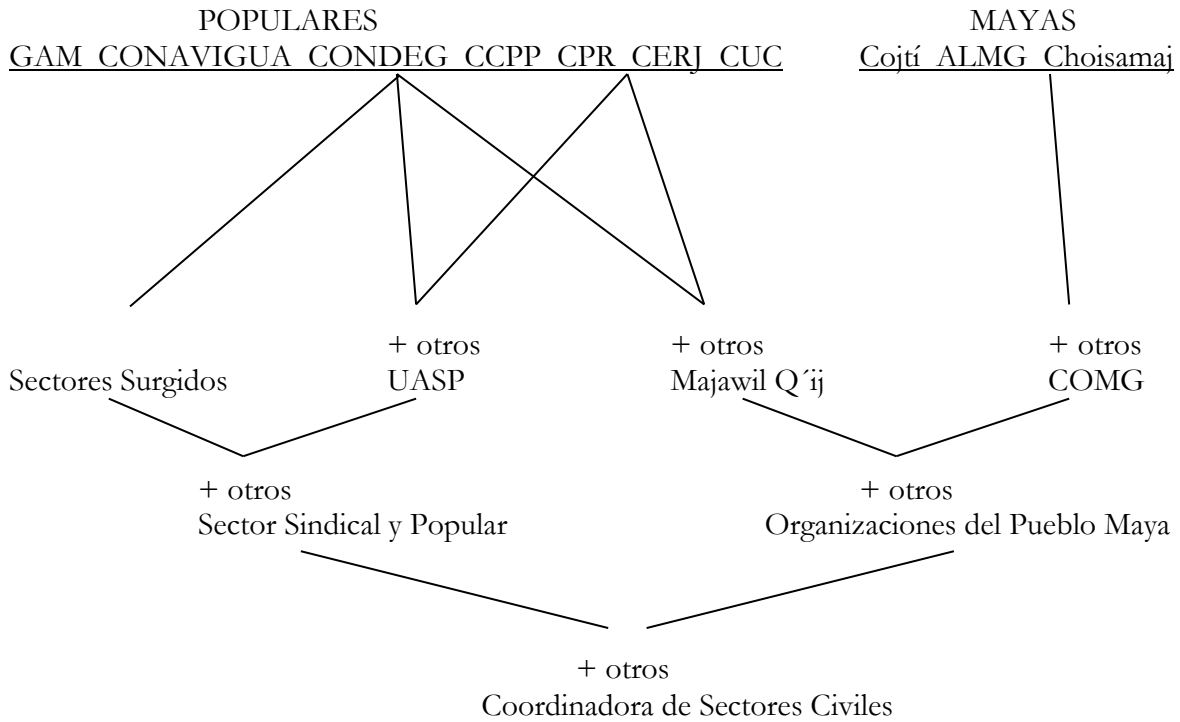 POPULARES MAYAS
GAM CONAVIGUA CONDEG CCPP CPR CERJ CUC Cojtí ALMG Choisamaj
+ otros + otros + otros
Sectores Surgidos UASP Majawil Q´ij COMG
+ otros + otros
Sector Sindical y Popular Organizaciones del Pueblo Maya
+ otros
Coordinadora de Sectores Civiles